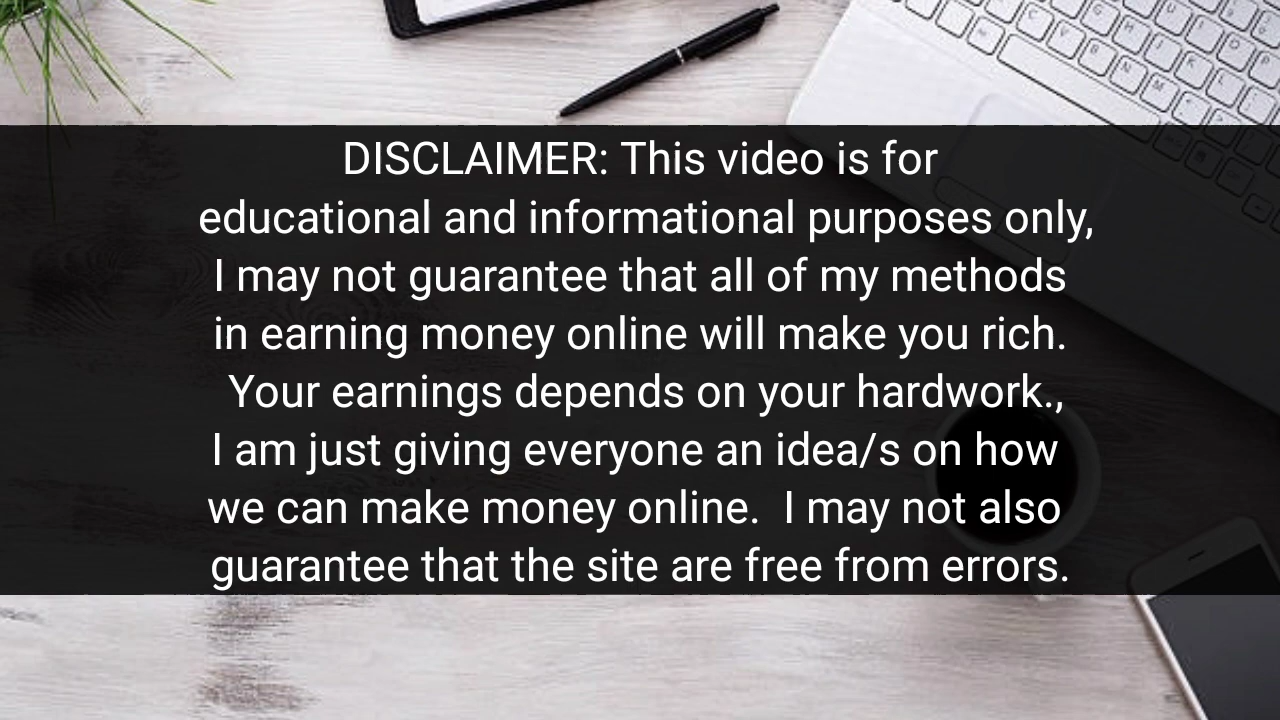 DISCLAIMER: This video is for
educational and informational purposes only,
I may not guarantee that all of my methods
in earning money online will make you rich.
Your earnings depends on your hardwork.,
I am just giving everyone an idea/s on how
we can make money online.  I may not also
guarantee that the site are free from errors.